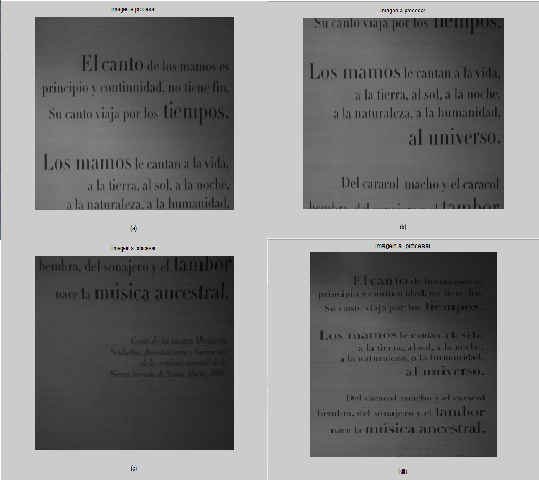 Imagen a procesar
El canto de los mamos es
principio y continuidad, no tiene fin.
Su canto viaja por los tiempos.
Los mamos le cantan a la vida,
a la tierra, al sol, a la noche,
a la naturaleza, a la humanidad,
(a)
Imagen a procesar
Su canto viaja por los tiempos.
Los mamos le cantan a la vida,
a la tierra, al sol, a la noche,
a la naturaleza, a la humanidad,
al universo.
Del caracol macho y el caracol
hembra, del sonajero y el tambor
(b)
Imagen a procesar
hembra, del sonajero y el tambor
nace la música ancestral.
Canto de los mamos
de la vertiente oriental de la
Sierra Nevada de Santa Marta,
(c)
Imagen a procesar
El canto de los mamos es
principio y continuidad, no tiene fin.
Su canto viaja por los tiempos.
Los mamos le cantan a la vida,
a la tierra, al sol, a la noche,
a la naturaleza, a la humanidad,
al universo.
Del caracol macho y el caracol
hembra, del sonajero y el tambor
nace la música ancestral.
(d)